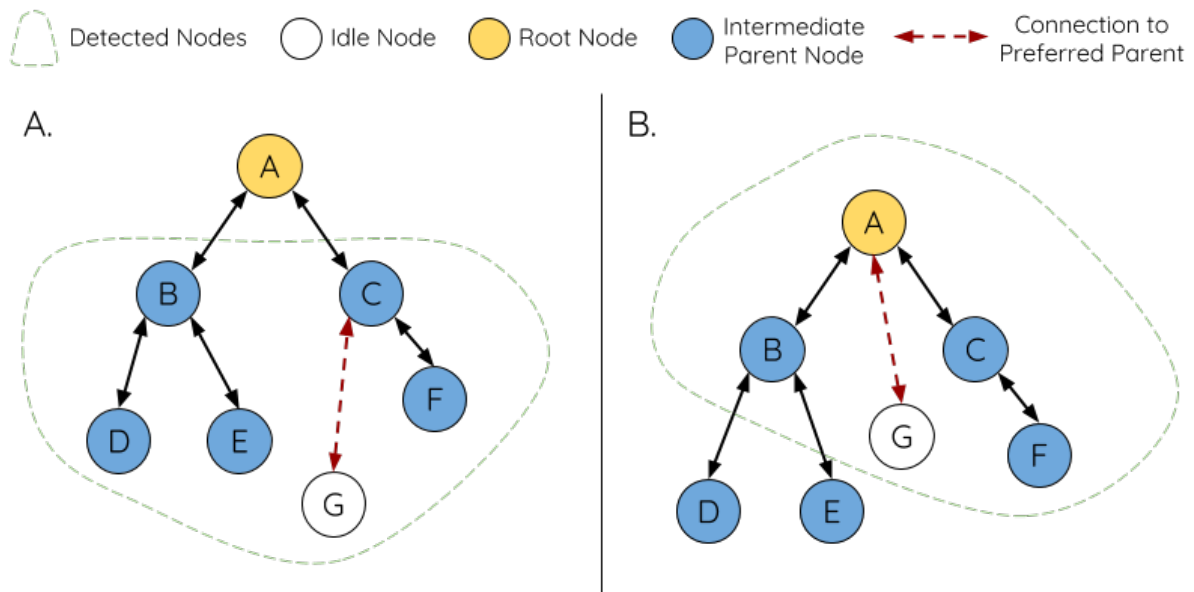 Detected Nodes
Idle Node
Root Node
Intermediate
Parent Node
Connection to
Preferred Parent
A.
A
B
C
D
E
F
G
B.
A
B
C
G
F
D
E